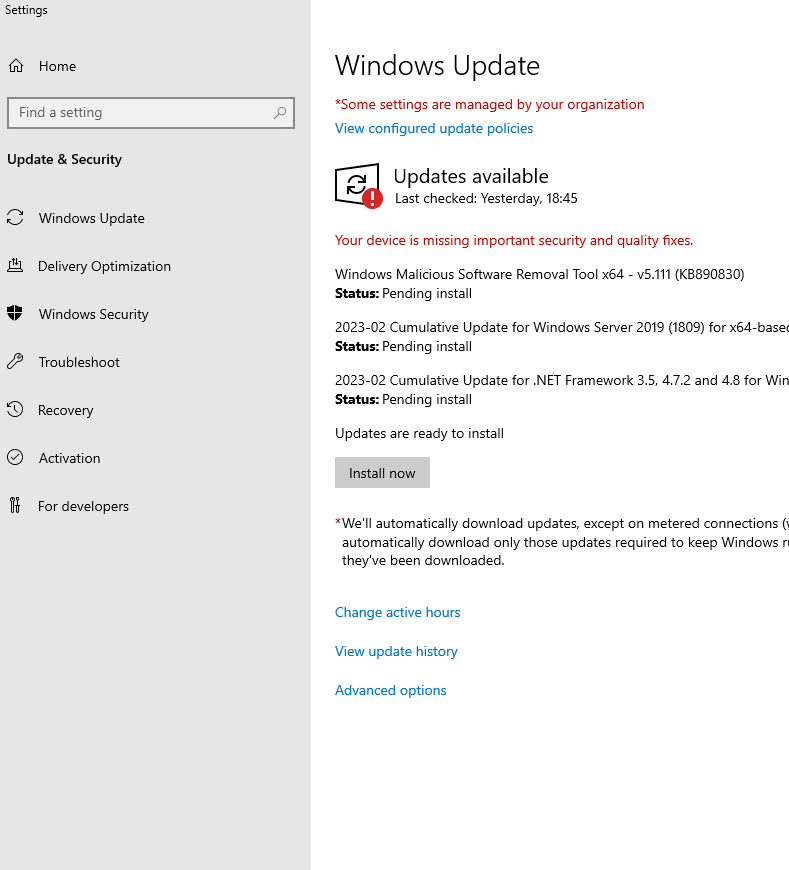 Settings
Home
Find a setting
Update & Security
Windows Update
Delivery Optimization
Windows Security
Troubleshoot
Recovery
Activation
For developers
Windows Update
*Some settings are managed by your organization
View configured update policies
Updates available
Last checked: Yesterday, 18:45
Your device is missing important security and quality fixes.
Windows Malicious Software Removal Tool x64 - v5.111 (KB890830)
Status: Pending install
2023-02 Cumulative Update for Windows Server 2019 (1809) for x64-based
Status: Pending install
2023-02 Cumulative Update for .NET Framework 3.5, 4.7.2 and 4.8 for Win
Status: Pending install
Updates are ready to install
Install now
*We'll automatically download updates, except on metered connections (
automatically download only those updates required to keep Windows
they've been downloaded.
Change active hours
View update history
Advanced options